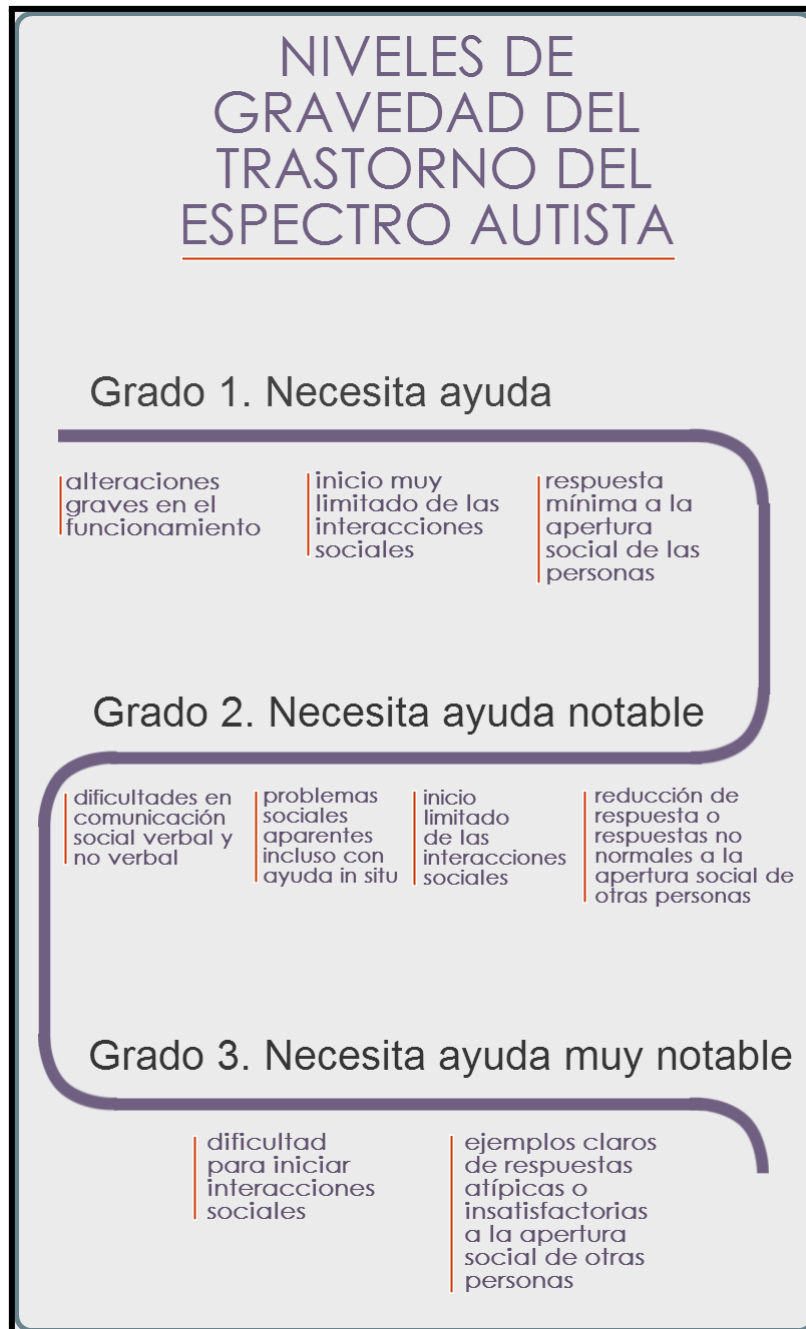 NIVELES DE
GRAVEDAD DEL
TRASTORNO DEL
ESPECTRO AUTISTA
Grado 1. Necesita ayuda
alteraciones
graves en el
funcionamiento
inicio muy
limitado de las
interacciones
sociales
respuesta
mínima a la
apertura
social de las
personas
Grado 2. Necesita ayuda notable
dificultades en
comunicación
social verbal y
no verbal
problemas
sociales
aparentes
incluso con
ayuda in situ
inicio
limitado
de las
interacciones
sociales
reducción de
respuesta o
respuestas no
normales a la
apertura social de
otras personas
Grado 3. Necesita ayuda muy notable
dificultad
para iniciar
interacciones
sociales
ejemplos claros
de respuestas
atípicas o
insatisfactorias
a la apertura
social de otras
personas